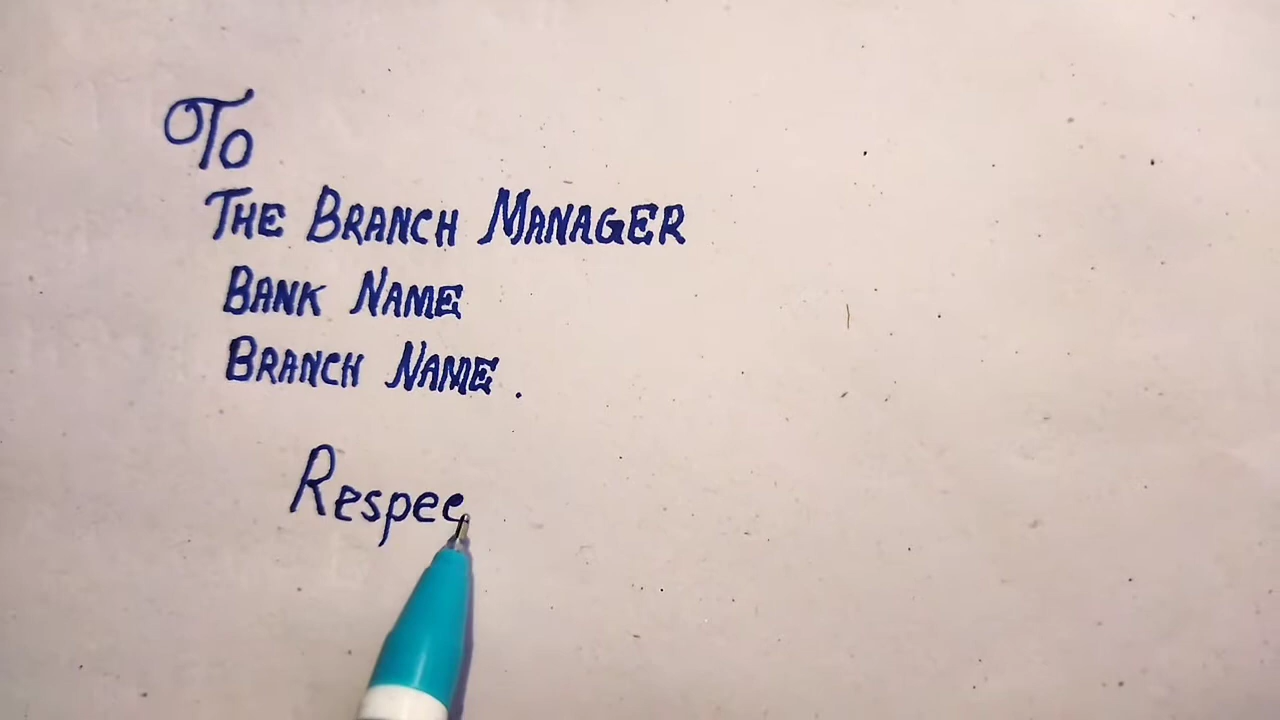 To
The Branch Manager
Bank Name
Branch Name.
Respec